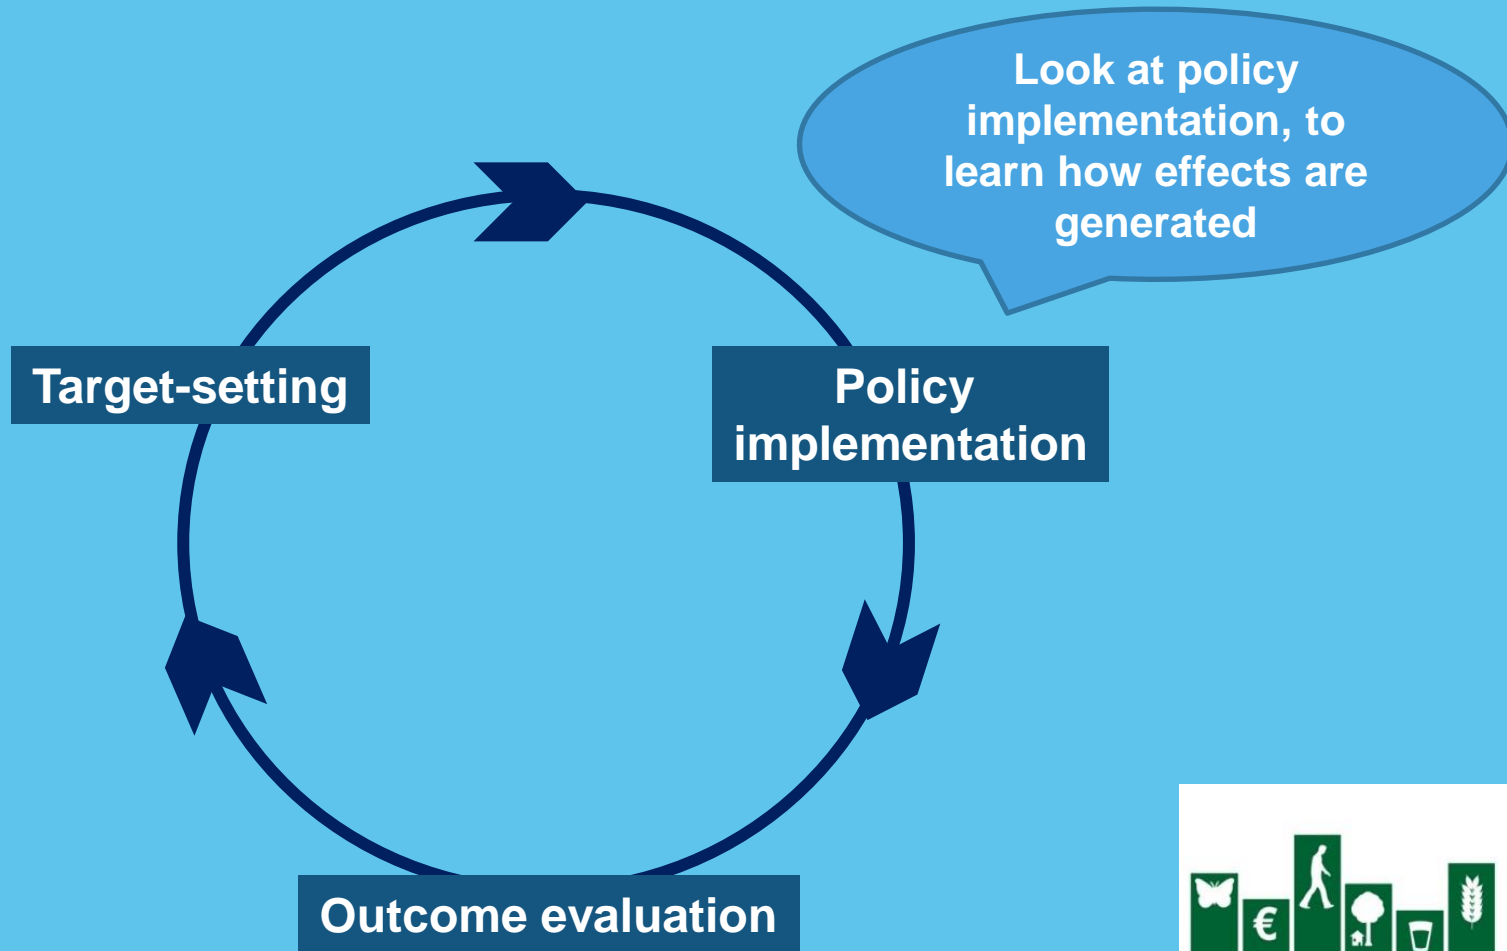 Look at policy
implementation, to
learn how effects are
generated
Target-setting
Policy
implementation
Outcome evaluation
€